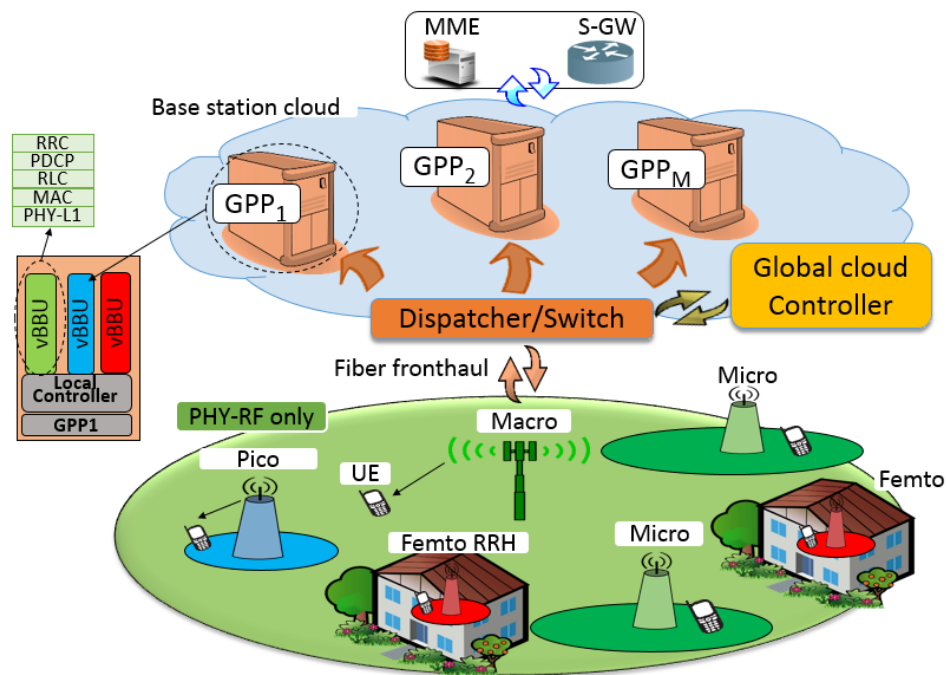 MME
S-GW
Base station cloud
RRC
PDCP
RLC
MAC
PHY-L1
GPP1
GPP2
GPPM
vBBU
vBBU
vBBU
Local
Controller
GPP1
Global cloud
Controller
Dispatcher/Switch
Fiber fronthaul
PHY-RF only
Micro
Macro
Pico
UE
Femto
Femto RRH
Micro